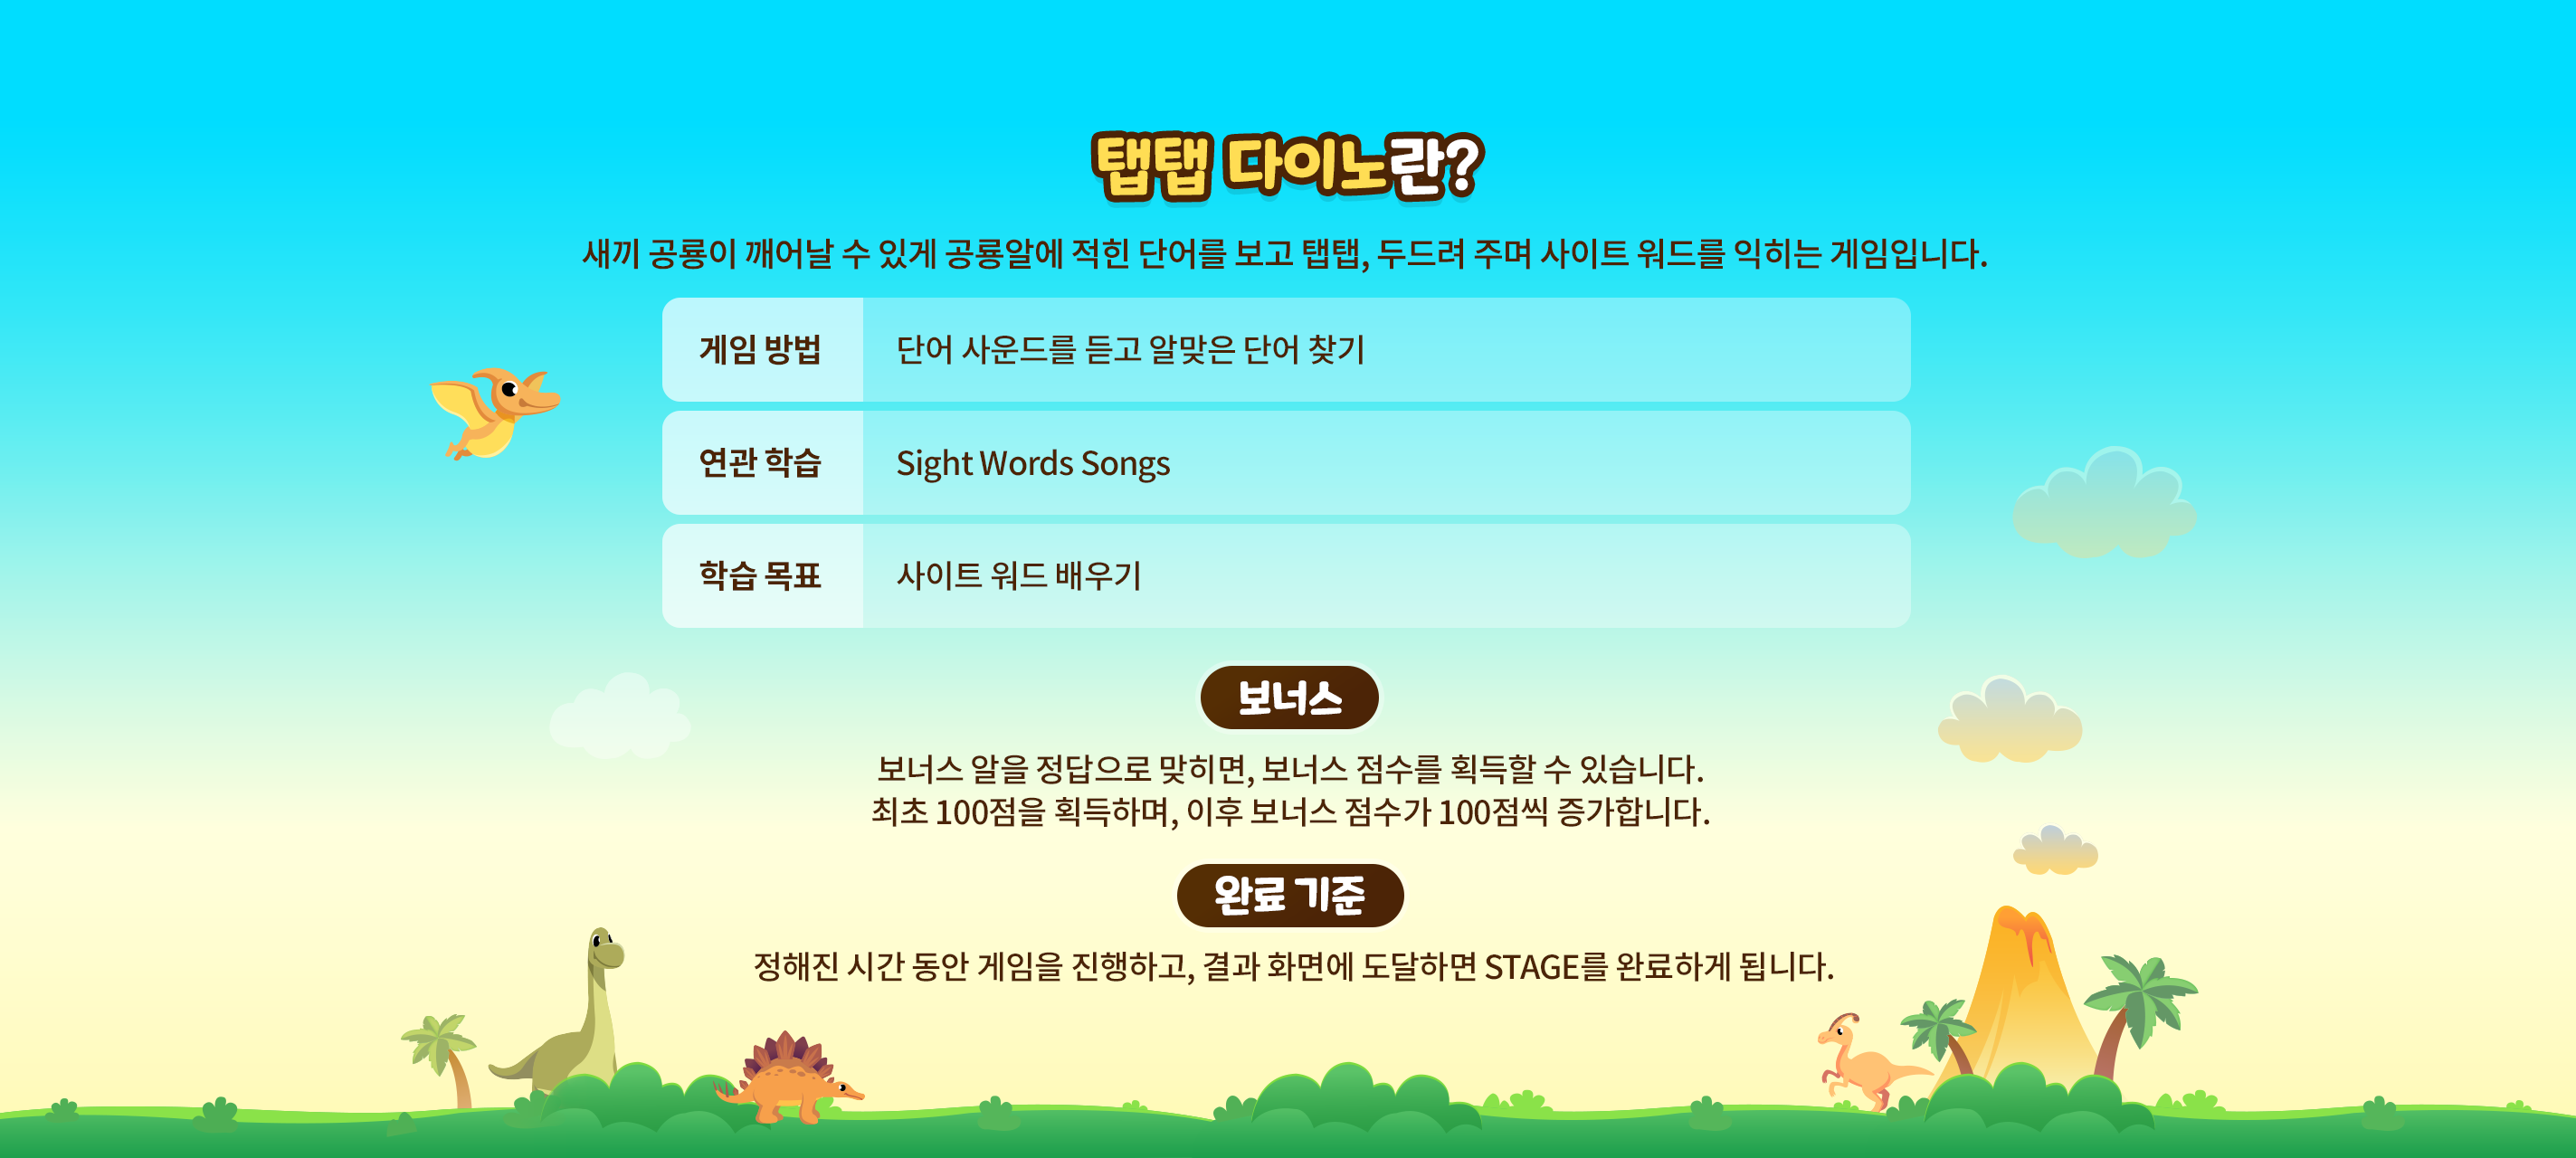 탭탭 다이노란?
새끼 공룡이 깨어날 수 있게 공룡알에 적힌 단어를 보고 탭탭, 두드려 주며 사이트 워드를 익히는 게임입니다.
게임 방법 단어 사운드를 듣고 알맞은 단어 찾기
연관 학습 Sight Words Songs
학습 목표 사이트 워드 배우기
보너스
보너스 알을 정답으로 맞히면, 보너스 점수를 획득할 수 있습니다.
최초 100점을 획득하며, 이후 보너스 점수가 100점씩 증가합니다.
완료 기준
정해진 시간 동안 게임을 진행하고, 결과 화면에 도달하면 STAGE를 완료하게 됩니다.